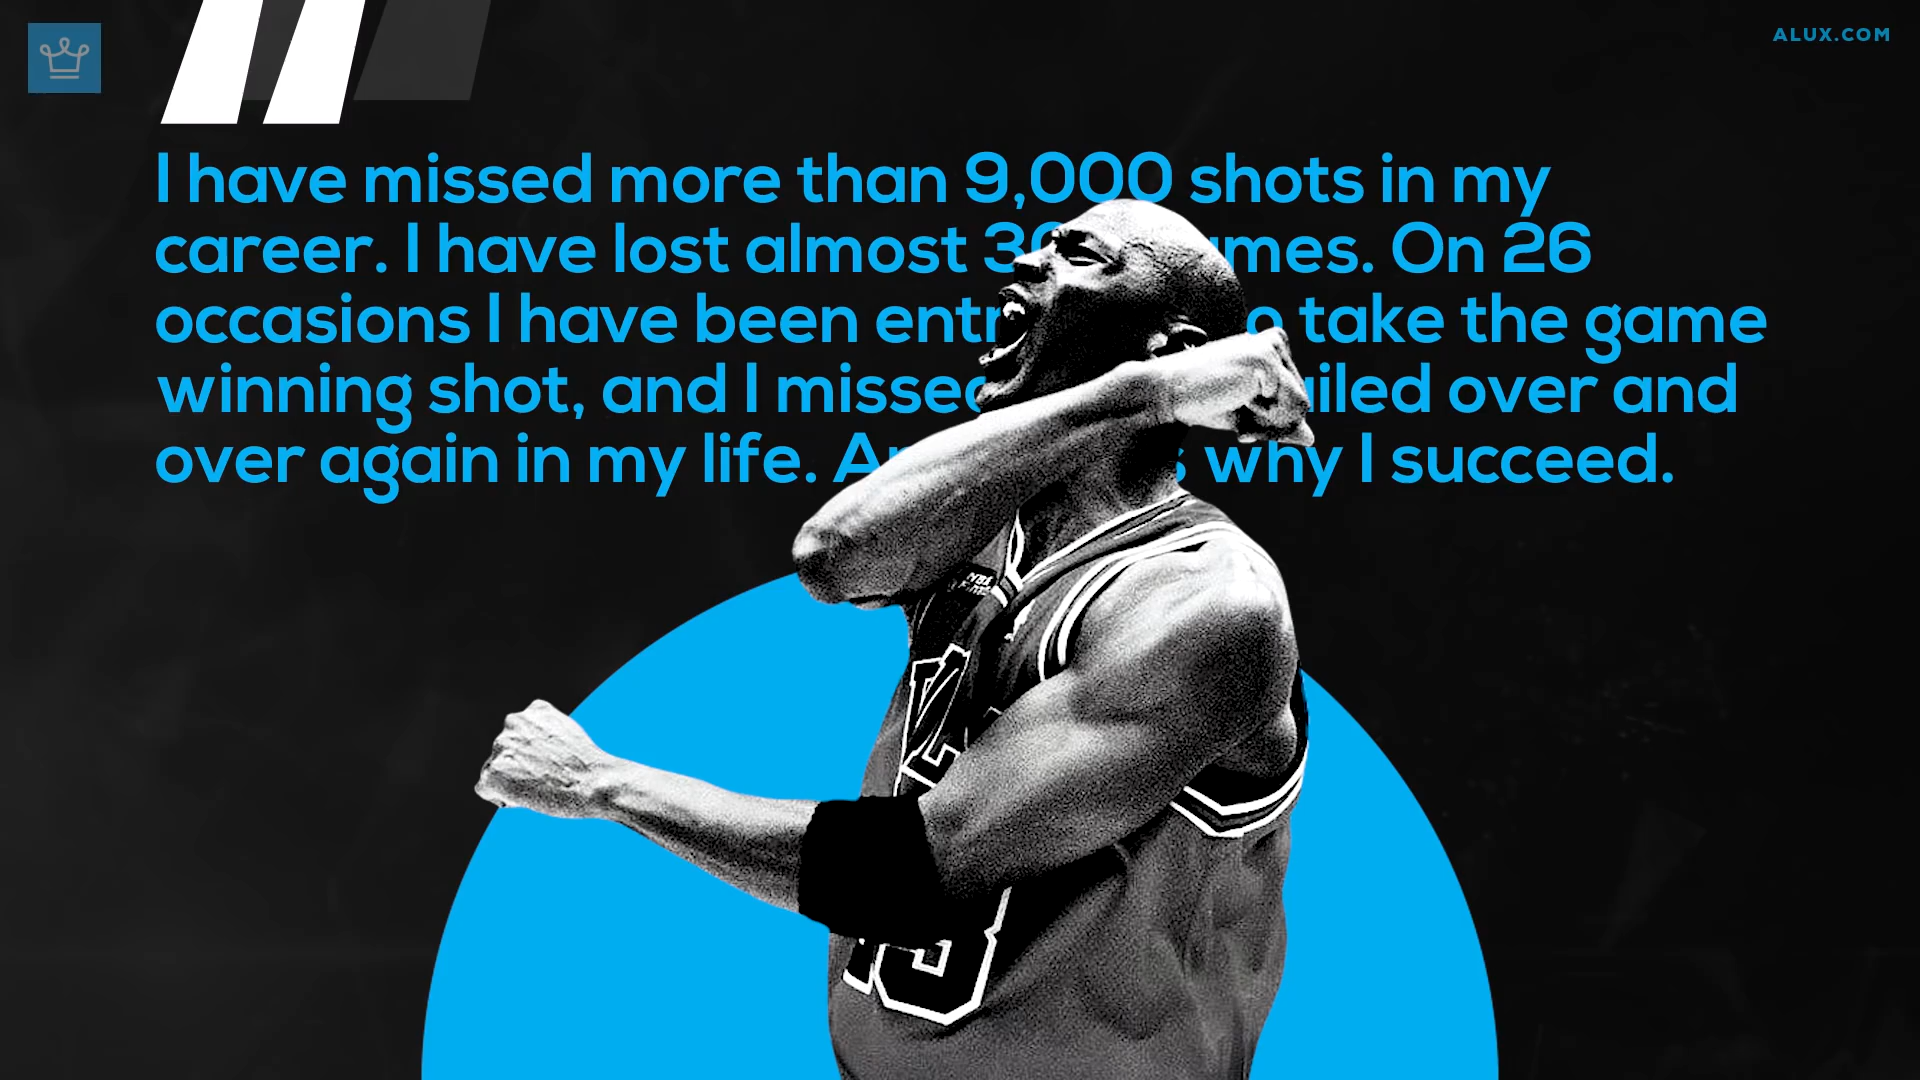 ALUX.COM
I have missed more than 9,000 shots in my
career. I have lost almost On 26
occasions I have been take the game
winning shot, and I over and
over again in my life. why I succeed.